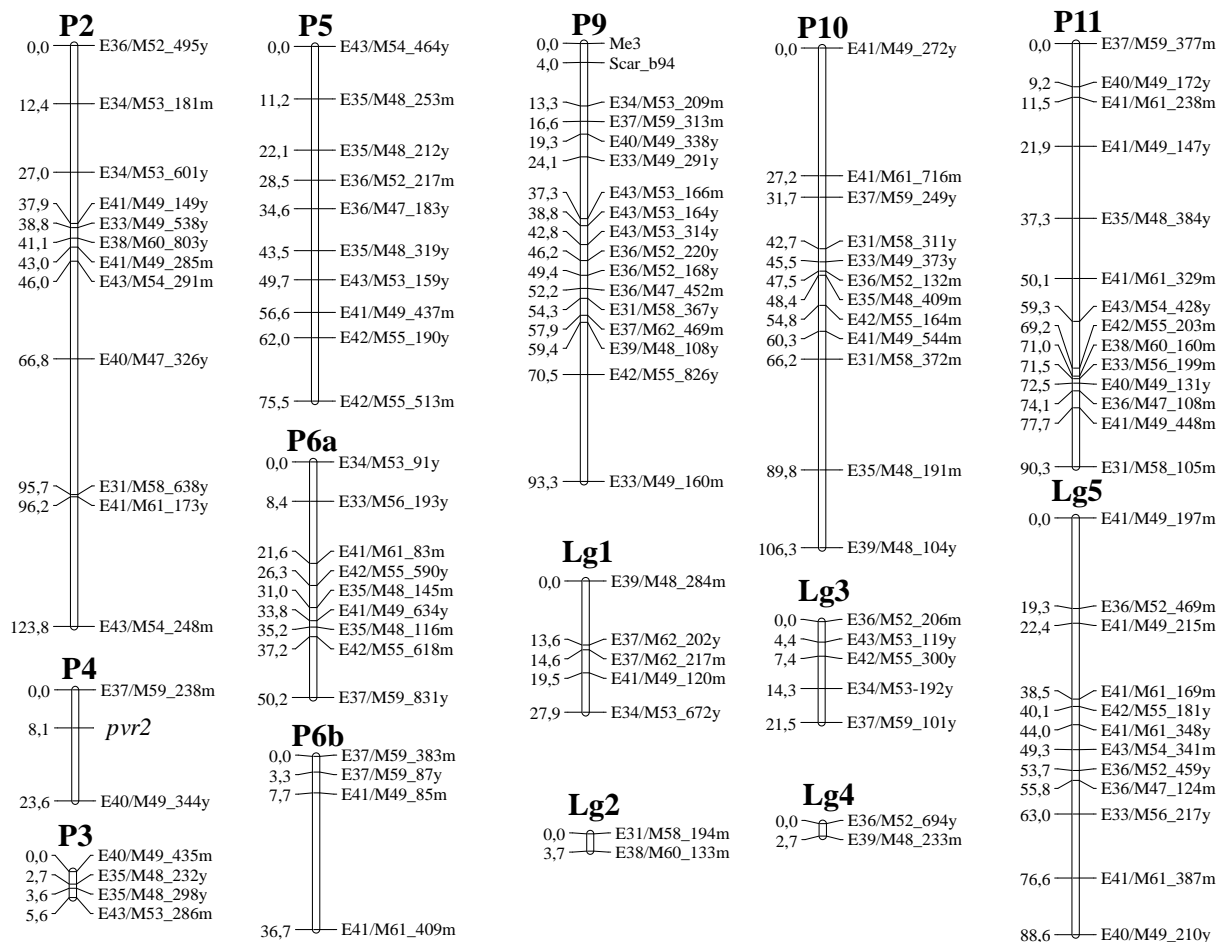 P2
0,0 E36/M52_495y
12,4 E34/M53_181m
27,0 E34/M53_601y
37,9 E41/M49_149y
38,8 E33/M49_538y
41,1 E38/M60_803y
43,0 E41/M49_285m
46,0 E43/M54_291m
66,8 E40/M47_326y
95,7 E31/M58_638y
96,2 E41/M61_173y
123,8 E43/M54_248m
P4
0,0 E37/M59_238m
8,1 pvr2
23,6 E40/M49_344y
P3
0,0 E40/M49_435m
2,7 E35/M48_232y
3,6 E35/M48_298y
5,6 E43/M53_286m
P5
0,0 E43/M54_464y
11,2 E35/M48_253m
22,1 E35/M48_212y
28,5 E36/M52_217m
34,6 E36/M47_183y
43,5 E35/M48_319y
49,7 E43/M53_159y
56,6 E41/M49_437m
62,0 E42/M55_190y
75,5 E42/M55_513m
P6a
0,0 E34/M53_91y
8,4 E33/M56_193y
21,6 E41/M61_83m
26,3 E42/M55_590y
31,0 E35/M48_145m
33,8 E41/M49_634y
35,2 E35/M48_116m
37,2 E42/M55_618m
50,2 E37/M59_831y
P6b
0,0 E37/M59_383m
3,3 E37/M59_87y
7,7 E41/M49_85m
36,7 E41/M61_409m
P9
0,0 Me3
4,0 Scar_b94
13,3 E34/M53_209m
16,6 E37/M59_313m
19,3 E40/M49_338y
24,1 E33/M49_291y
37,3 E43/M53_166m
38,8 E43/M53_164y
42,8 E43/M53_314y
46,2 E36/M52_220y
49,4 E36/M52_168y
52,2 E36/M47_452m
54,3 E31/M58_367y
57,9 E37/M62_469m
59,4 E39/M48_108y
70,5 E42/M55_826y
93,3 E33/M49_160m
Lg1
0,0 E39/M48_284m
13,6 E37/M62_202y
14,6 E37/M62_217m
19,5 E41/M49_120m
27,9 E34/M53_672y
Lg2
0,0 E31/M58_194m
3,7 E38/M60_133m
P10
0,0 E41/M49_272y
27,2 E41/M61_716m
31,7 E37/M59_249y
42,7 E31/M58_311y
45,5 E33/M49_373y
47,5 E36/M52_132m
48,4 E35/M48_409m
54,8 E42/M55_164m
60,3 E41/M49_544m
66,2 E31/M58_372m
89,8 E35/M48_191m
106,3 E39/M48_104y
Lg3
0,0 E36/M52_206m
4,4 E43/M53_119y
7,4 E42/M55_300y
14,3 E34/M53-192y
21,5 E37/M59_101y
Lg4
0,0 E36/M52_694y
2,7 E39/M48_233m
P11
0,0 E37/M59_377m
9,2 E40/M49_172y
11,5 E41/M61_238m
21,9 E41/M49_147y
37,3 E35/M48_384y
50,1 E41/M61_329m
59,3 E43/M54_428y
69,2 E42/M55_203m
71,0 E38/M60_160m
71,5 E33/M56_199m
72,5 E40/M49_131y
74,1 E36/M47_108m
77,7 E41/M49_448m
90,3 E31/M58_105m
Lg5
0,0 E41/M49_197m
19,3 E36/M52_469m
22,4 E41/M49_215m
38,5 E41/M61_169m
40,1 E42/M55_181y
44,0 E41/M61_348y
49,3 E43/M54_341m
53,7 E36/M52_459y
55,8 E36/M47_124m
63,0 E33/M56_217y
76,6 E41/M61_387m
88,6 E40/M49_210y